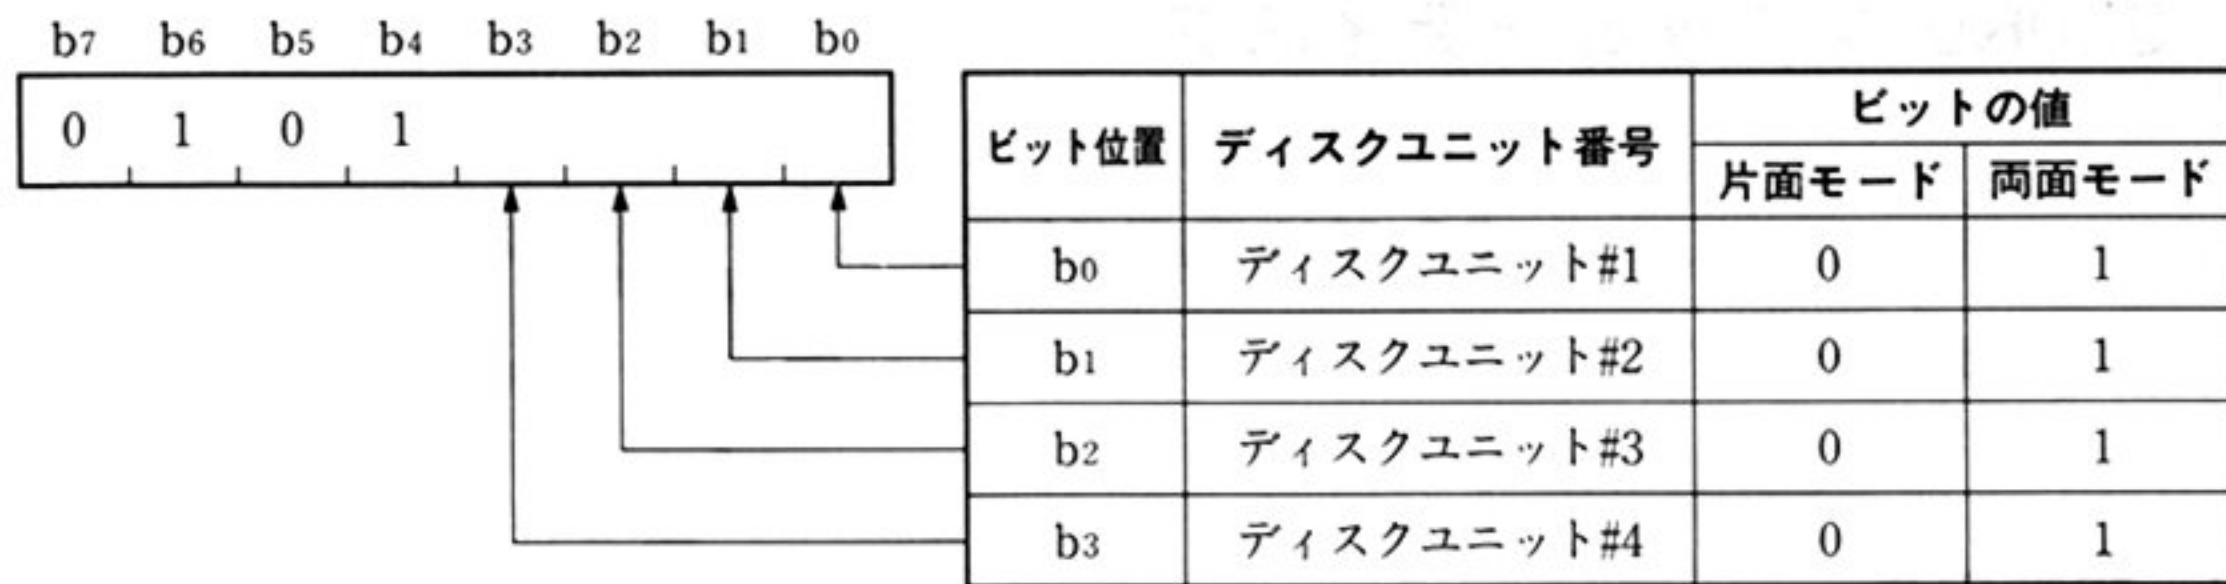 b7 b6 b5 b4 b3 b2 b1 b0
0 1 0 1
ビット位置 ディスクユニット番号 ビットの値
片面モード 両面モード
b0 ディスクユニット#1 0 1
b1 ディスクユニット#2 0 1
b2 ディスクユニット#3 0 1
b3 ディスクユニット#4 0 1